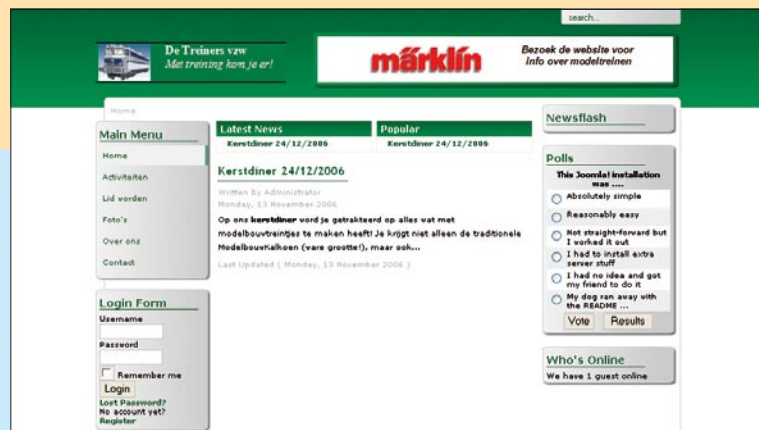 search...
De Treiners vzw
Met training kom je er!
märklín
Bezoek de website voor
info over modeltreinen
Home
Main Menu
Home
Activiteiten
Lid worden
Foto's
Over ons
Contact
Login Form
Username
Password
Remember me
Login
Lost Password?
No account yet?
Register
Latest News
Kerstdiner 24/12/2006
Popular
Kerstdiner 24/12/2006
Kerstdiner 24/12/2006
Written by Administrator
Monday, 13 November 2006
Op ons kerstdiner word je getrakteerd op alles wat met
modelbouwtreintjes te maken heeft! Je krijgt niet alleen de traditionele
ModelbouwKalkoen (vare grootte!), maar ook...
Last Updated ( Monday, 13 November 2006 )
Newsflash
Polls
This Joomla! installation
was ....
Absolutely simple
Reasonably easy
Not straight-forward but
I worked it out
I had to install extra
server stuff
I had no idea and got
my friend to do it
My dog ran away with
the README ...
Vote
Results
Who's Online
We have 1 guest online